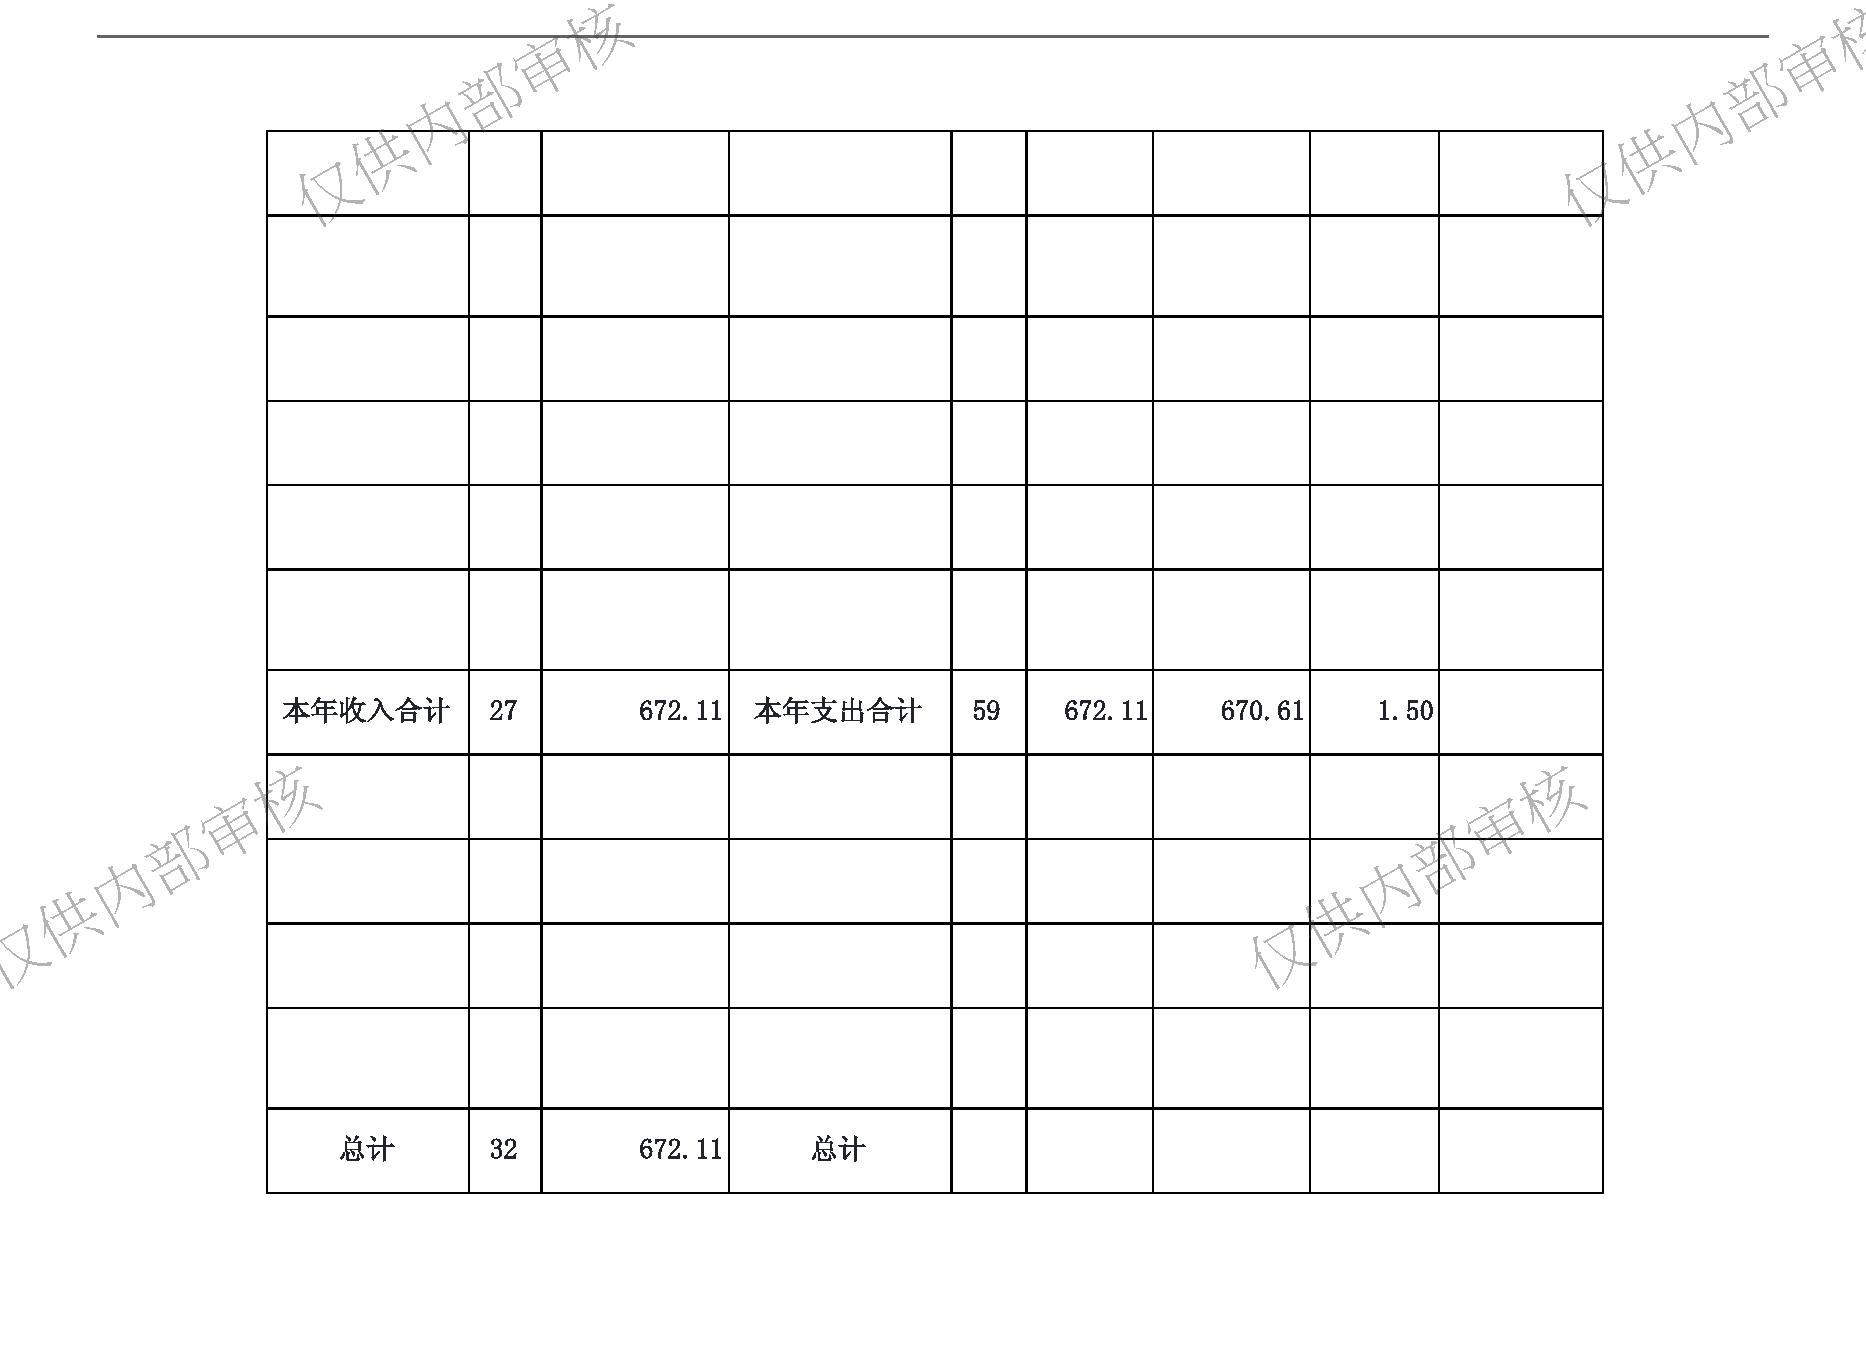 仅供内部审核
仅供内部审核
本年收入合计 27 672.11 本年支出合计 59 672.11 670.61 1.50
仅供内部审核
仅供内部审核
总计 32 672.11 总计